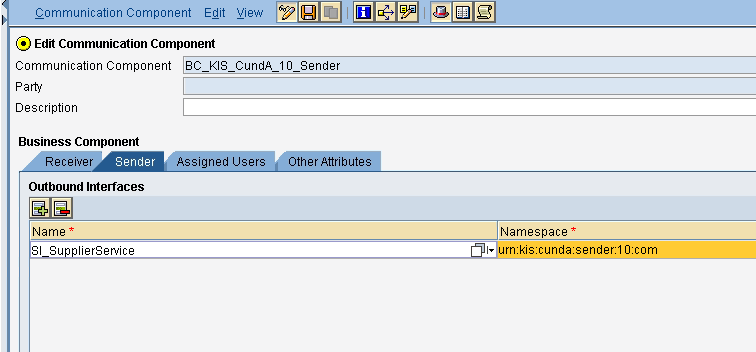 Communication Component Edit View
Edit Communication Component
Communication Component BC_KIS_CundA_10_Sender
Party
Description
Business Component
Receiver Sender Assigned Users Other Attributes
Outbound Interfaces
Name * Namespace *
SI_SupplierService urn:kis:cunda:sender:10:com